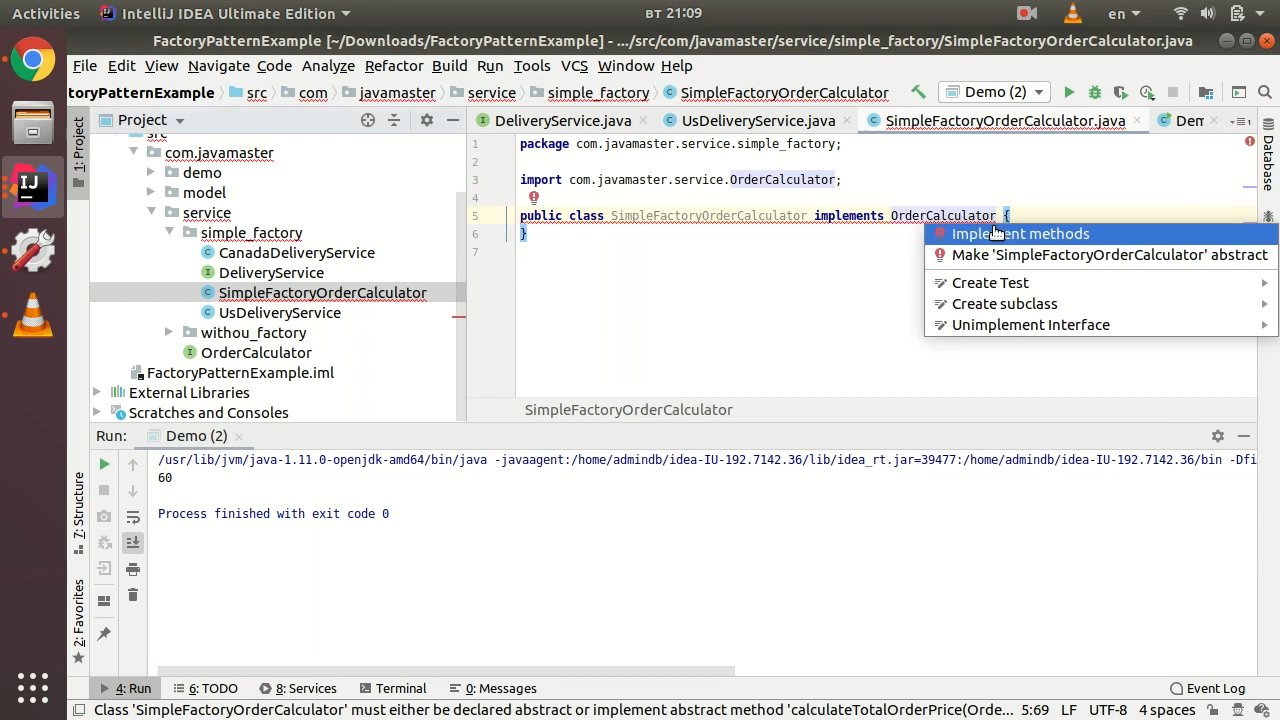 Activities
IntelliJ IDEA Ultimate Edition
вт 21:09
en
FactoryPatternExample [~/Downloads/FactoryPatternExample] - .../src/com/javamaster/service/simple_factory/SimpleFactoryOrderCalculator.java
File Edit View Navigate Code Analyze Refactor Build Run Tools VCS Window Help
toryPatternExample src com javamaster service simple_factory SimpleFactoryOrderCalculator
Demo (2)
Project
DeliveryService.java
UsDeliveryService.java
SimpleFactoryOrderCalculator.java
Dem
1: Project
src
com.javamaster
demo
model
service
simple_factory
CanadaDeliveryService
DeliveryService
SimpleFactoryOrderCalculator
UsDeliveryService
withou_factory
OrderCalculator
FactoryPatternExample.iml
External Libraries
Scratches and Consoles
1 package com.javamaster.service.simple_factory;
2
3 import com.javamaster.service.OrderCalculator;
4
5 public class SimpleFactoryOrderCalculator implements OrderCalculator {
6 }
7
Implement methods
Make 'SimpleFactoryOrderCalculator' abstract
Create Test
Create subclass
Unimplement Interface
SimpleFactoryOrderCalculator
Database
Run: Demo (2)
/usr/lib/jvm/java-1.11.0-openjdk-amd64/bin/java -javaagent:/home/admindb/idea-IU-192.7142.36/lib/idea_rt.jar=39477:/home/admindb/idea-IU-192.7142.36/bin -Dfi
60
Process finished with exit code 0
7: Structure
2: Favorites
4: Run
6: TODO
8: Services
Terminal
0: Messages
Event Log
Class 'SimpleFactoryOrderCalculator' must either be declared abstract or implement abstract method 'calculateTotalOrderPrice(Orde... 5:69 LF UTF-8 4 spaces